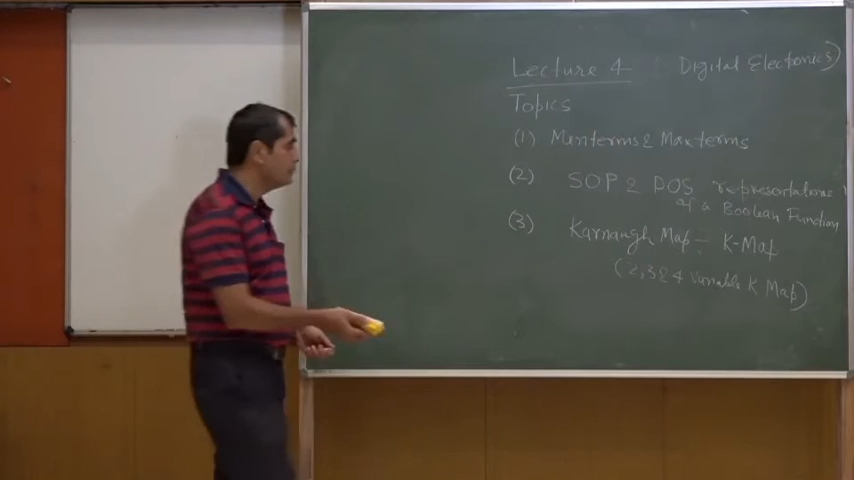 Lecture 4 Digital Electronics)
Topics
(1) Minterms & Maxterms
(2) SOP & POS representations
of a Boolean Function
(3) Karnaugh Map - K-Map
(2,3 & 4 variable K Map)